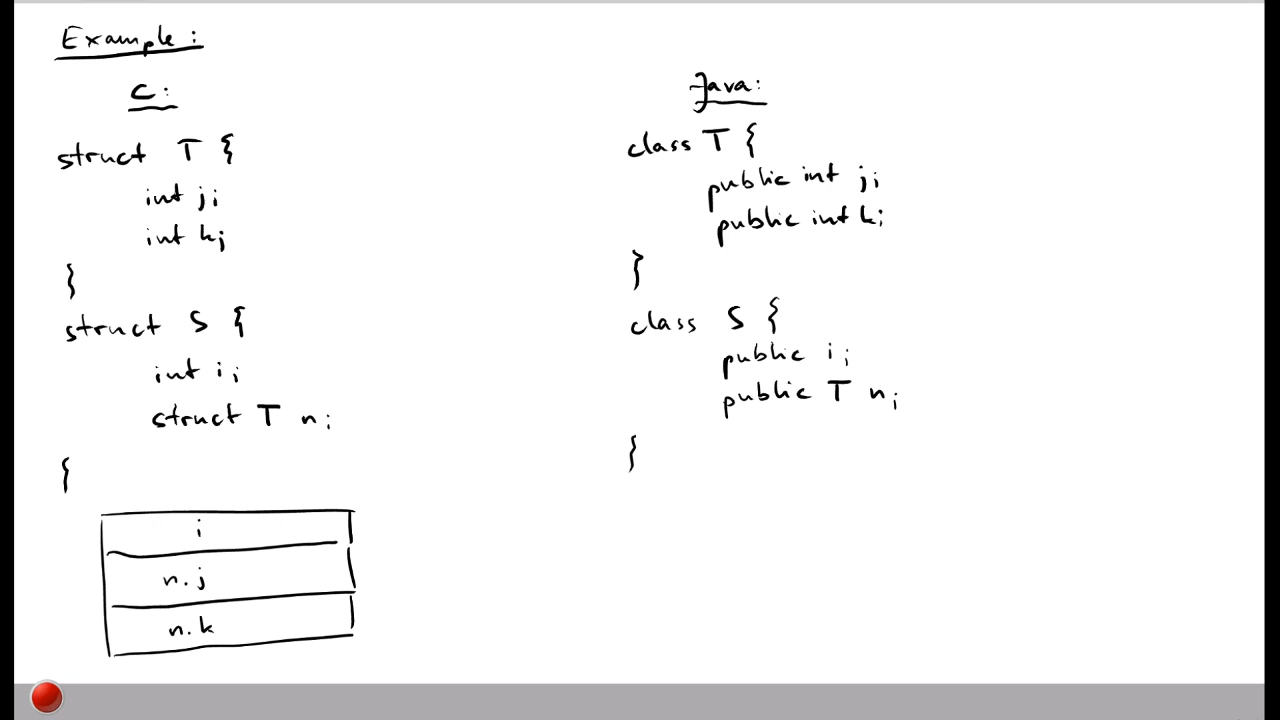 Example:
C:
struct T {
int j;
int k;
}
struct S {
int i;
struct T n;
{
i
n.j
n.k
Java:
class T {
public int j;
public int k;
}
class S {
public i;
public T n;
}